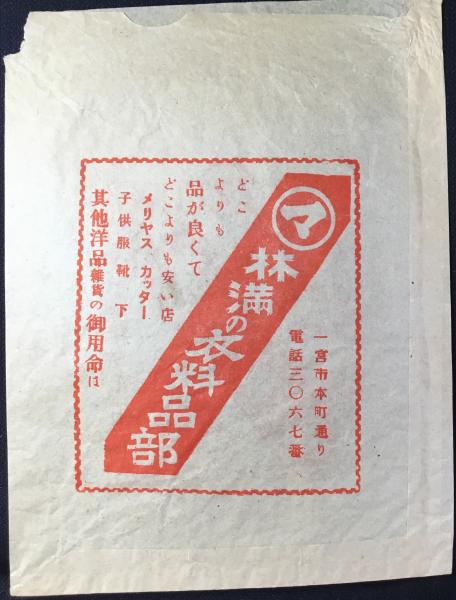 一宮市本町通り
電話三〇六七番
マ
林満の衣料品部
どこ
よりも
品が良くて
どこよりも安い店
メリヤス カッター
子供服 靴下
其他洋品雑貨の御用命は